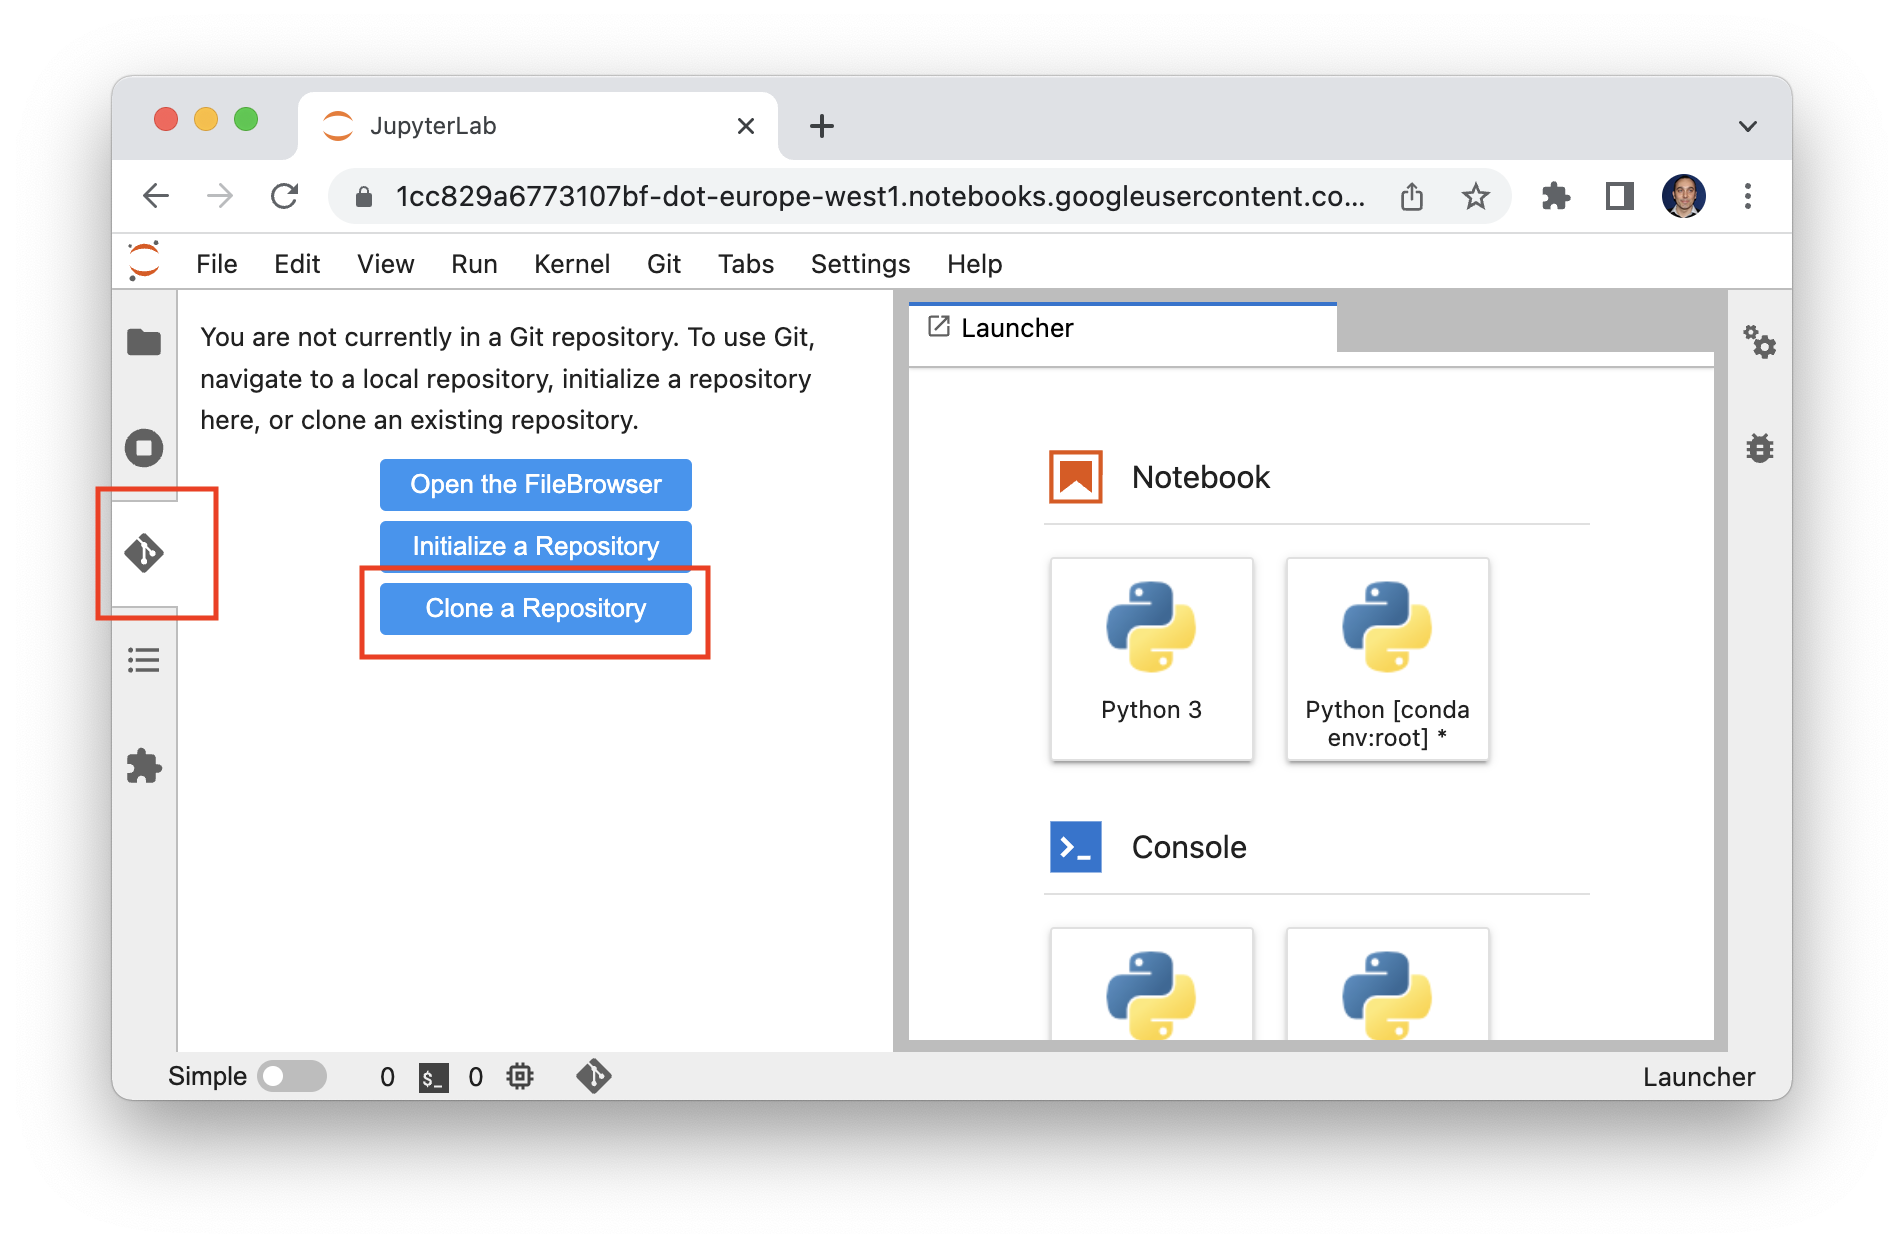 JupyterLab
1cc829a6773107bf-dot-europe-west1.notebooks.googleusercontent.co...
File Edit View Run Kernel Git Tabs Settings Help
You are not currently in a Git repository. To use Git,
navigate to a local repository, initialize a repository
here, or clone an existing repository.
Open the FileBrowser
Initialize a Repository
Clone a Repository
Launcher
Notebook
Python 3
Python [conda
env:root] *
Console
Simple 0 $_ 0 Launcher